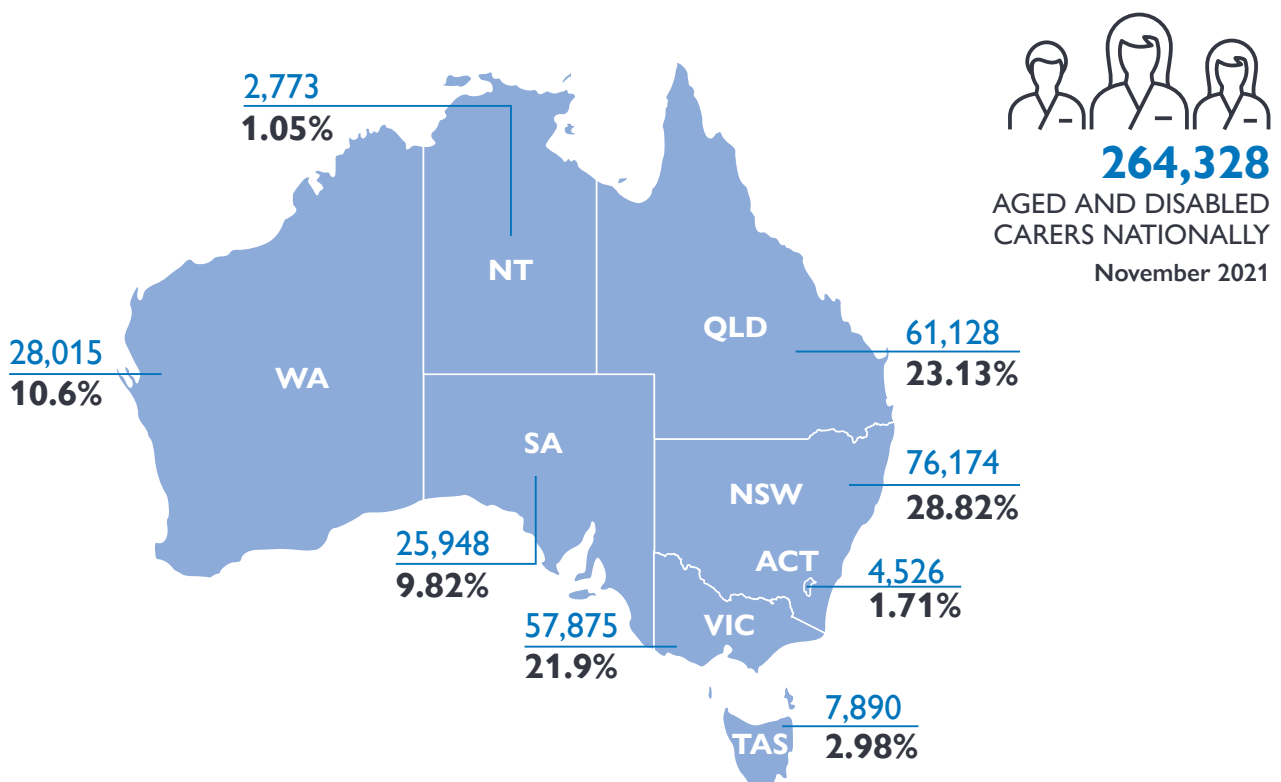 264,328
AGED AND DISABLED
CARERS NATIONALLY
November 2021
2,773
1.05%
NT
QLD
61,128
23.13%
28,015
10.6%
WA
SA
NSW
76,174
28.82%
25,948
9.82%
ACT
4,526
1.71%
57,875
21.9%
VIC
7,890
2.98%
TAS